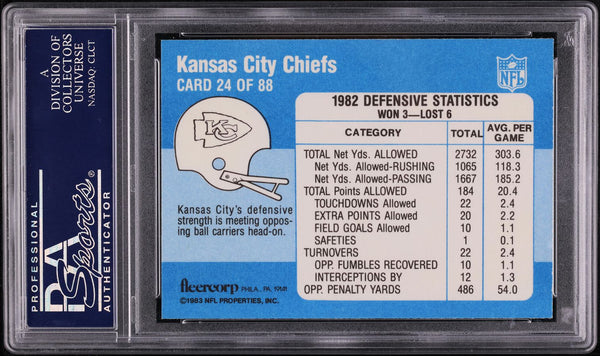 A
DIVISION OF
COLLECTORS
UNIVERSE
NASDAQ: CLCT
PROFESSIONAL
PSA
Sports
AUTHENTICATOR
Kansas City Chiefs
CARD 24 OF 88
NFL
KC
Kansas City's defensive
strength is meeting oppos-
ing ball carriers head-on.
fleercorp PHILA., PA. 19141
©1983 NFL PROPERTIES, INC.
1982 DEFENSIVE STATISTICS
WON 3—LOST 6
CATEGORY TOTAL AVG. PER GAME
TOTAL Net Yds. ALLOWED 2732 303.6
Net Yds. Allowed-RUSHING 1065 118.3
Net Yds. Allowed-PASSING 1667 185.2
TOTAL Points ALLOWED 184 20.4
TOUCHDOWNS Allowed 22 2.4
EXTRA POINTS Allowed 20 2.2
FIELD GOALS Allowed 10 1.1
SAFETIES 1 0.1
TURNOVERS 22 2.4
OPP. FUMBLES RECOVERED 10 1.1
INTERCEPTIONS BY 12 1.3
OPP. PENALTY YARDS 486 54.0